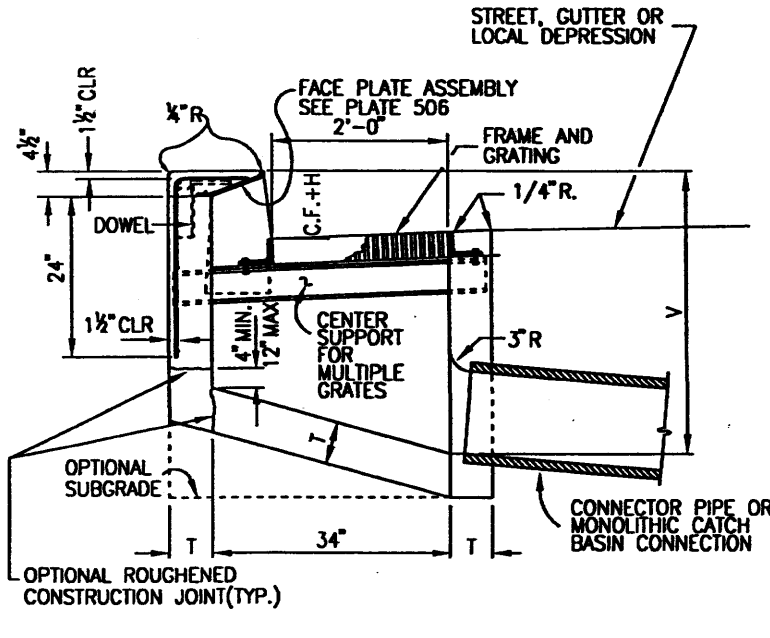 STREET, GUTTER OR
LOCAL DEPRESSION
FACE PLATE ASSEMBLY
SEE PLATE 506
1½" CLR
4½"
¼"R
2'-0"
FRAME AND
GRATING
1/4"R.
C.F.+H
DOWEL
24"
1½"CLR
4" MIN.
12" MAX
CENTER
SUPPORT
FOR
MULTIPLE
GRATES
3"R
V
T
OPTIONAL
SUBGRADE
CONNECTOR PIPE OR
MONOLITHIC CATCH
BASIN CONNECTION
T
34"
T
OPTIONAL ROUGHENED
CONSTRUCTION JOINT(TYP.)